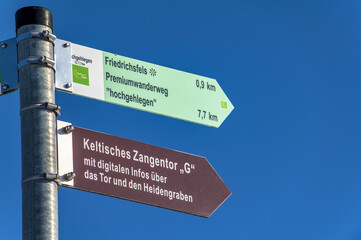 chgehlegen
Friedrichsfels
0,9 km
Premiumwanderweg
"hochgehlegen"
7,7 km
Keltisches Zangentor „G"
mit digitalen Infos über
das Tor und den Heidengraben